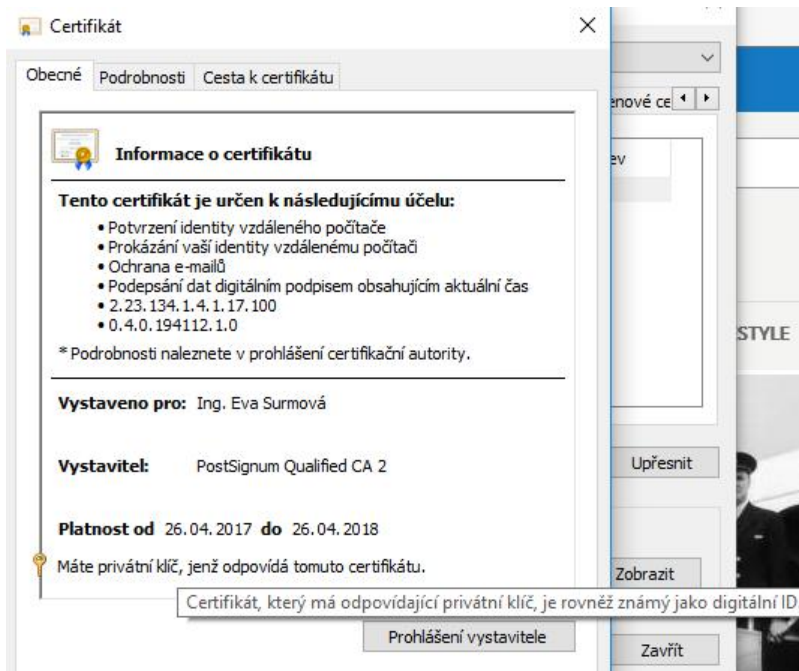 Certifikát
Obecné Podrobnosti Cesta k certifikátu
Informace o certifikátu
Tento certifikát je určen k následujícímu účelu:
• Potvrzení identity vzdáleného počítače
• Prokázání vaší identity vzdálenému počítači
• Ochrana e-mailů
• Podepsání dat digitálním podpisem obsahujícím aktuální čas
• 2.23.134.1.4.1.17.100
• 0.4.0.194112.1.0
* Podrobnosti naleznete v prohlášení certifikační autority.
Vystaveno pro: Ing. Eva Surmová
Vystavitel: PostSignum Qualified CA 2
Platnost od 26.04.2017 do 26.04.2018
Máte privátní klíč, jenž odpovídá tomuto certifikátu.
Certifikát, který má odpovídající privátní klíč, je rovněž známý jako digitální ID
Prohlášení vystavitele
enové ce
ev
Upřesnit
Zobrazit
Zavřít
STYLE